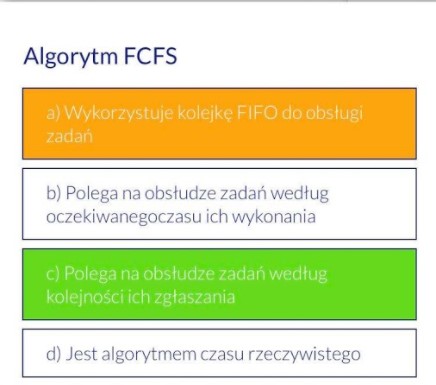 Algorytm FCFS
a) Wykorzystuje kolejkę FIFO do obsługi
zadań
b) Polega na obsłudze zadań według
oczekiwanegoczasu ich wykonania
c) Polega na obsłudze zadań według
kolejności ich zgłaszania
d) Jest algorytmem czasu rzeczywistego